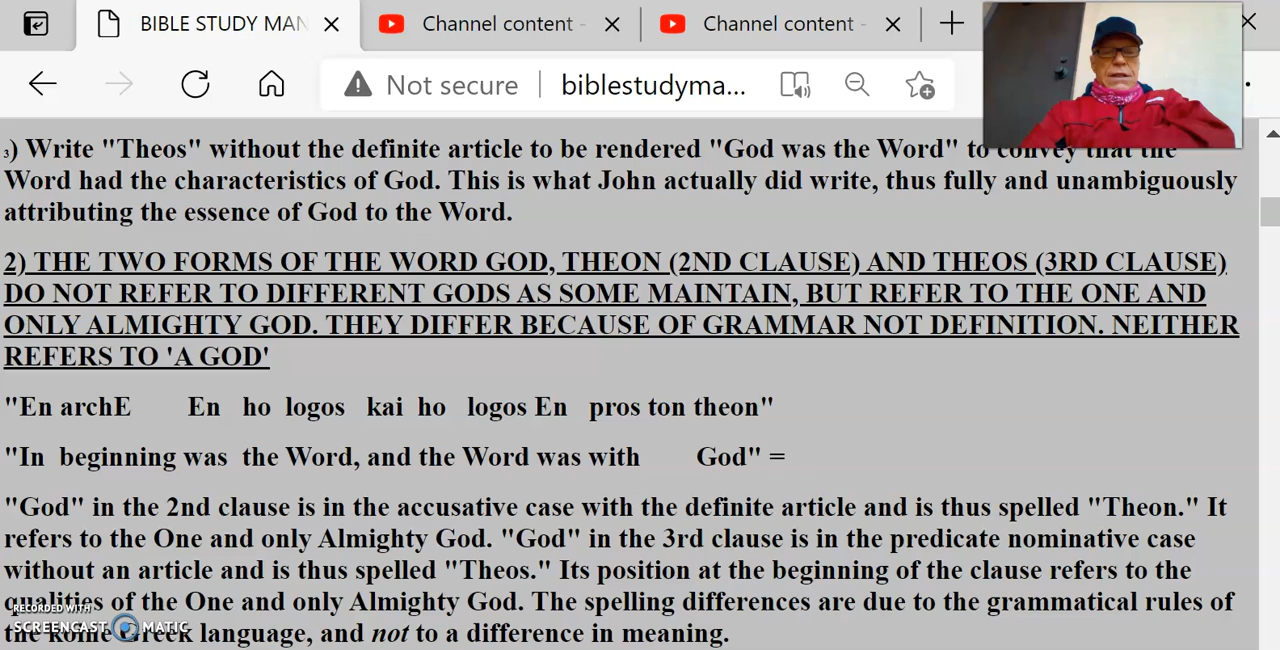 BIBLE STUDY MAN
Channel content -
Channel content -
Not secure
biblestudyma...
3) Write "Theos" without the definite article to be rendered "God was the Word" to convey that the
Word had the characteristics of God. This is what John actually did write, thus fully and unambiguously
attributing the essence of God to the Word.
2) THE TWO FORMS OF THE WORD GOD, THEON (2ND CLAUSE) AND THEOS (3RD CLAUSE)
DO NOT REFER TO DIFFERENT GODS AS SOME MAINTAIN, BUT REFER TO THE ONE AND
ONLY ALMIGHTY GOD. THEY DIFFER BECAUSE OF GRAMMAR NOT DEFINITION. NEITHER
REFERS TO 'A GOD'
"En archE En ho logos kai ho logos En pros ton theon"
"In beginning was the Word, and the Word was with God" =
"God" in the 2nd clause is in the accusative case with the definite article and is thus spelled "Theon." It
refers to the One and only Almighty God. "God" in the 3rd clause is in the predicate nominative case
without an article and is thus spelled "Theos." Its position at the beginning of the clause refers to the
qualities of the One and only Almighty God. The spelling differences are due to the grammatical rules of
the Koine Greek language, and not to a difference in meaning.
RECORDED WITH
SCREENCAST MATIC